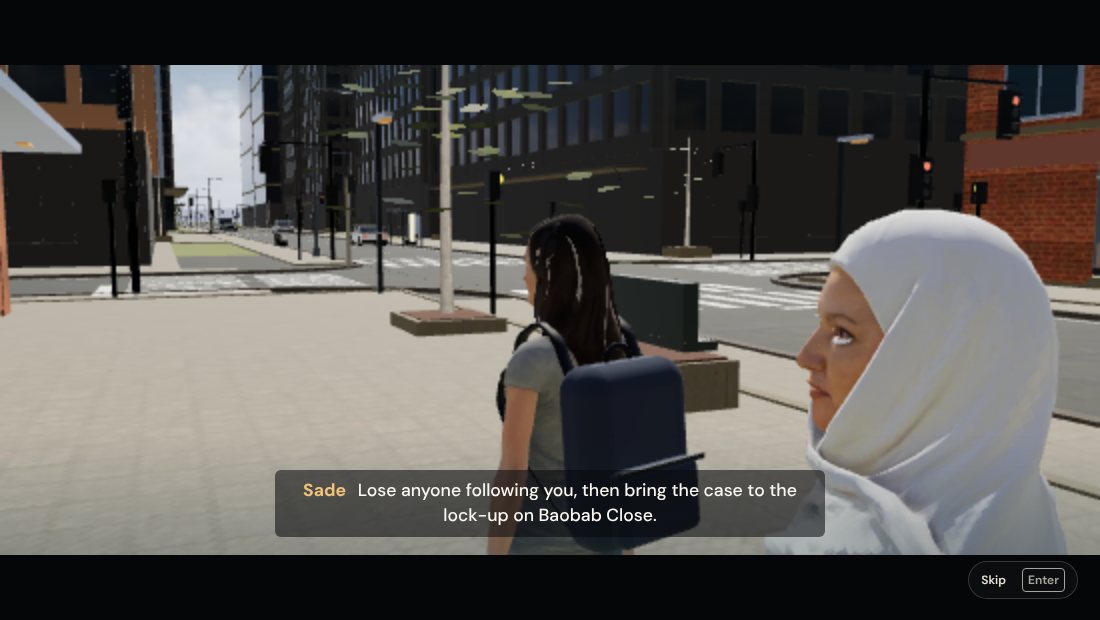 Sade Lose anyone following you, then bring the case to the
lock-up on Baobab Close.
Skip Enter